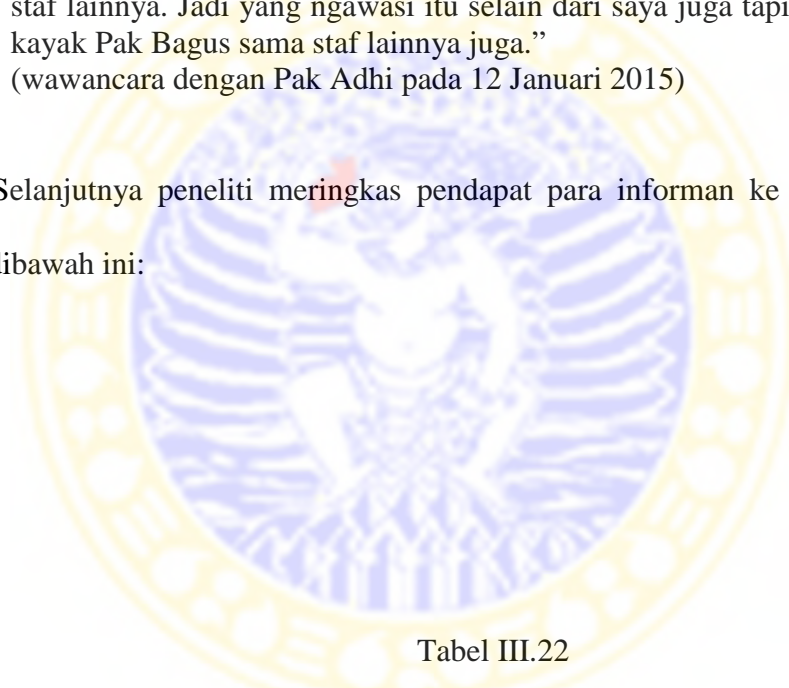 staf lainnya. Jadi yang ngawasi itu selain dari saya juga tapi
kayak Pak Bagus sama staf lainnya juga.”
(wawancara dengan Pak Adhi pada 12 Januari 2015)
Selanjutnya peneliti meringkas pendapat para informan ke
dibawah ini:
Tabel III.22